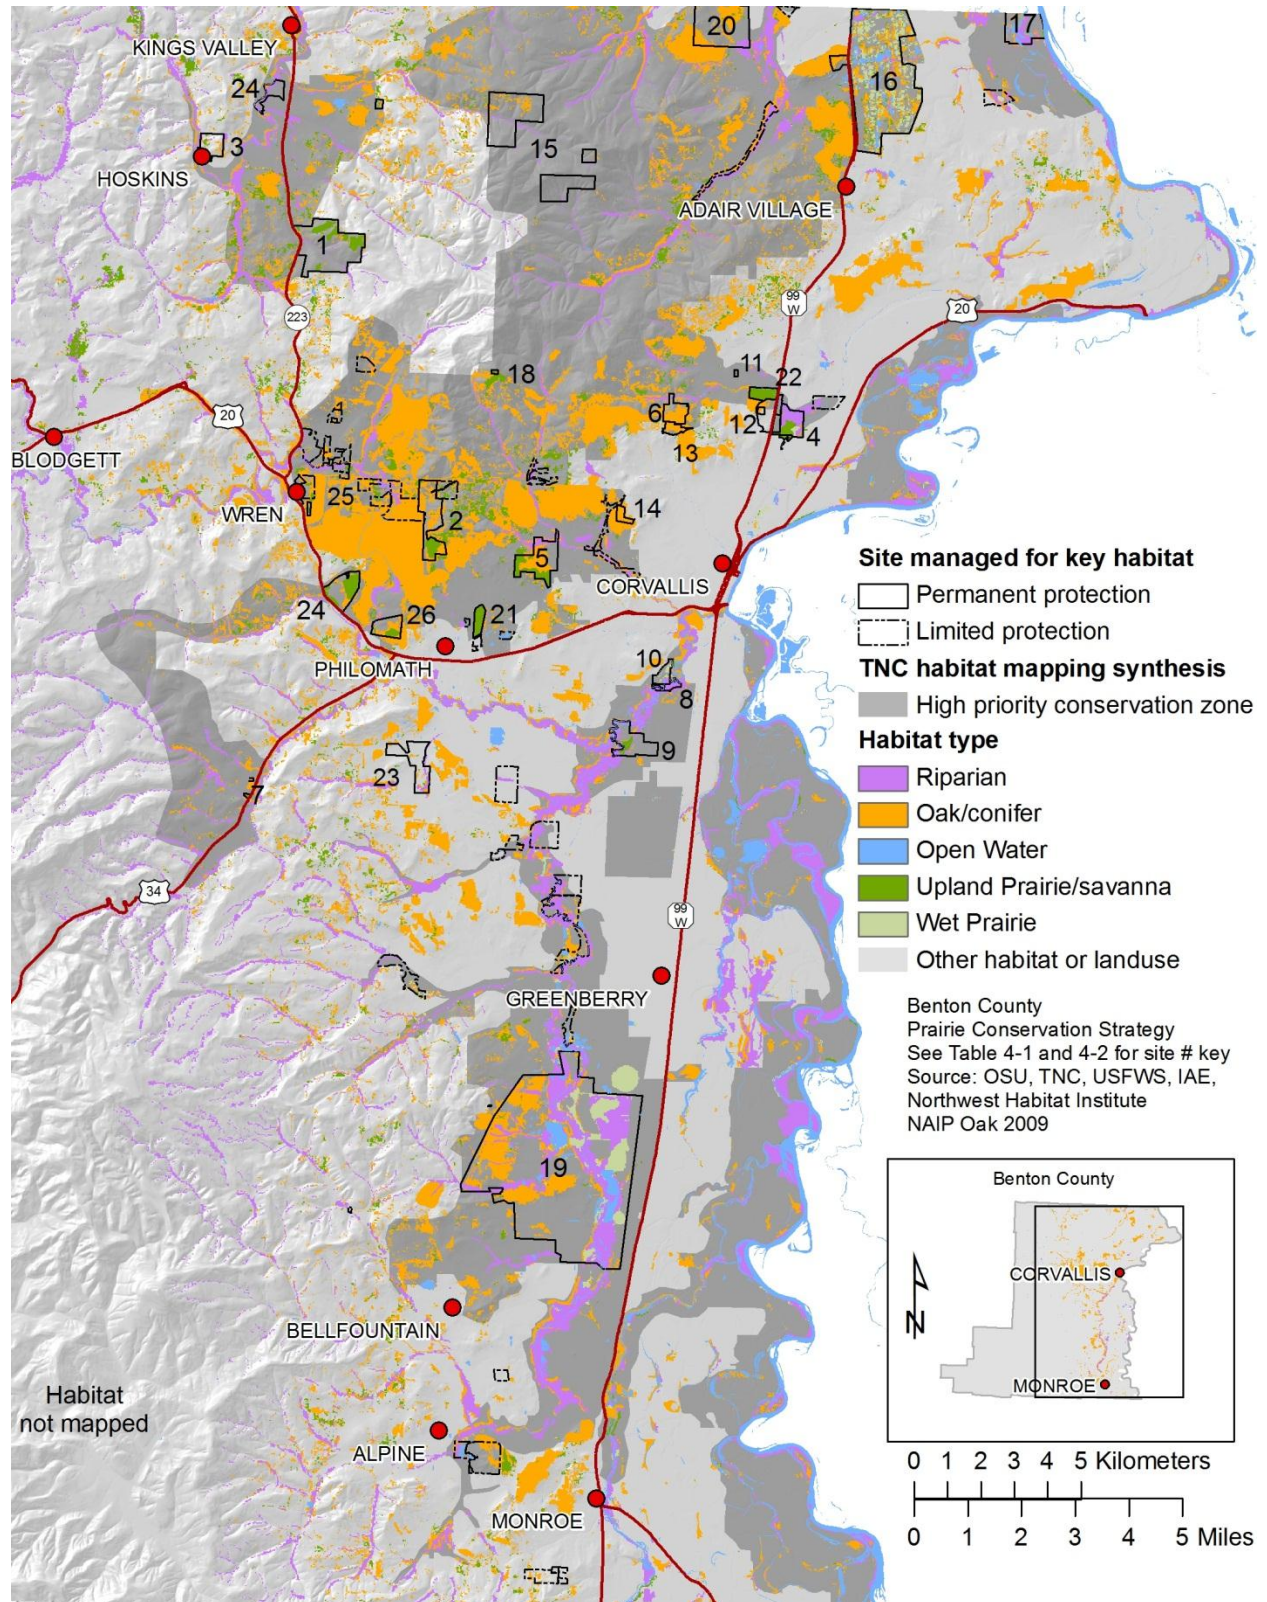 KINGS VALLEY
20
17
24
16
3
15
HOSKINS
ADAIR VILLAGE
1
99
W
20
223
11
22
18
6
12
4
20
13
BLODGETT
25
14
WREN
2
5
CORVALLIS
24
26
21
PHILOMATH
10
8
9
23
7
34
99
W
GREENBERRY
19
BELLFOUNTAIN
Habitat
not mapped
ALPINE
MONROE
Site managed for key habitat
Permanent protection
Limited protection
TNC habitat mapping synthesis
High priority conservation zone
Habitat type
Riparian
Oak/conifer
Open Water
Upland Prairie/savanna
Wet Prairie
Other habitat or landuse
Benton County
Prairie Conservation Strategy
See Table 4-1 and 4-2 for site # key
Source: OSU, TNC, USFWS, IAE,
Northwest Habitat Institute
NAIP Oak 2009
Benton County
CORVALLIS
MONROE
N
0 1 2 3 4 5 Kilometers
0 1 2 3 4 5 Miles